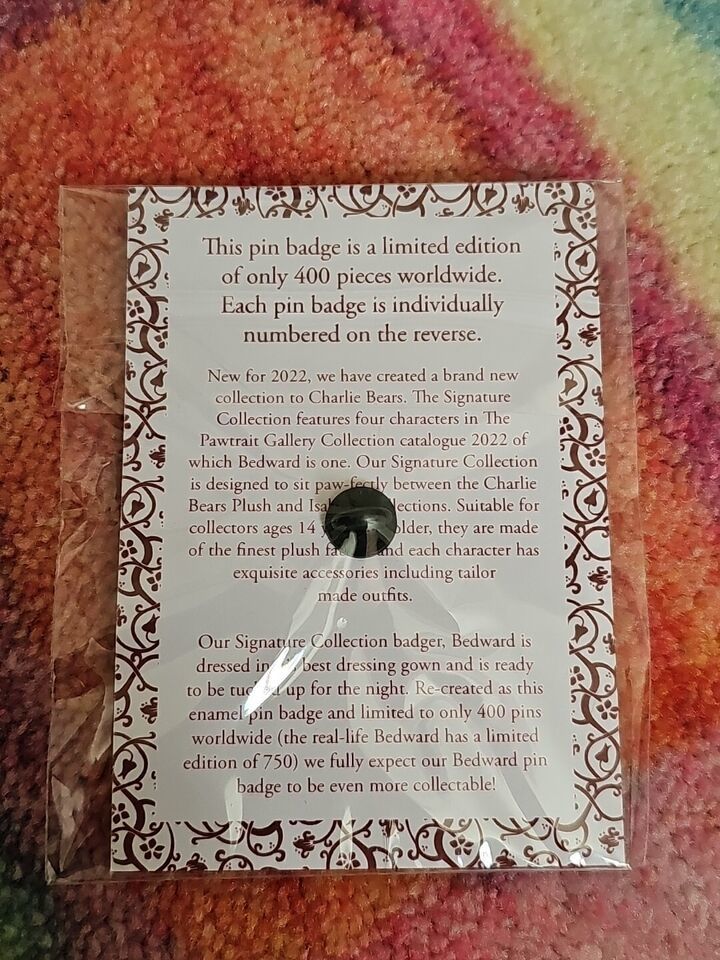 This pin badge is a limited edition
of only 400 pieces worldwide.
Each pin badge is individually
numbered on the reverse.
New for 2022, we have created a brand new
collection to Charlie Bears. The Signature
Collection features four characters in The
Pawtrait Gallery Collection catalogue 2022 of
which Bedward is one. Our Signature Collection
is designed to sit paw-fectly between the Charlie
Bears Plush and Collections. Suitable for
collectors ages 14 older, they are made
of the finest plush and each character has
exquisite accessories including tailor
made outfits.
Our Signature Collection badger, Bedward is
dressed in best dressing gown and is ready
to be tucked up for the night. Re-created as this
enamel pin badge and limited to only 400 pins
worldwide (the real-life Bedward has a limited
edition of 750) we fully expect our Bedward pin
badge to be even more collectable!